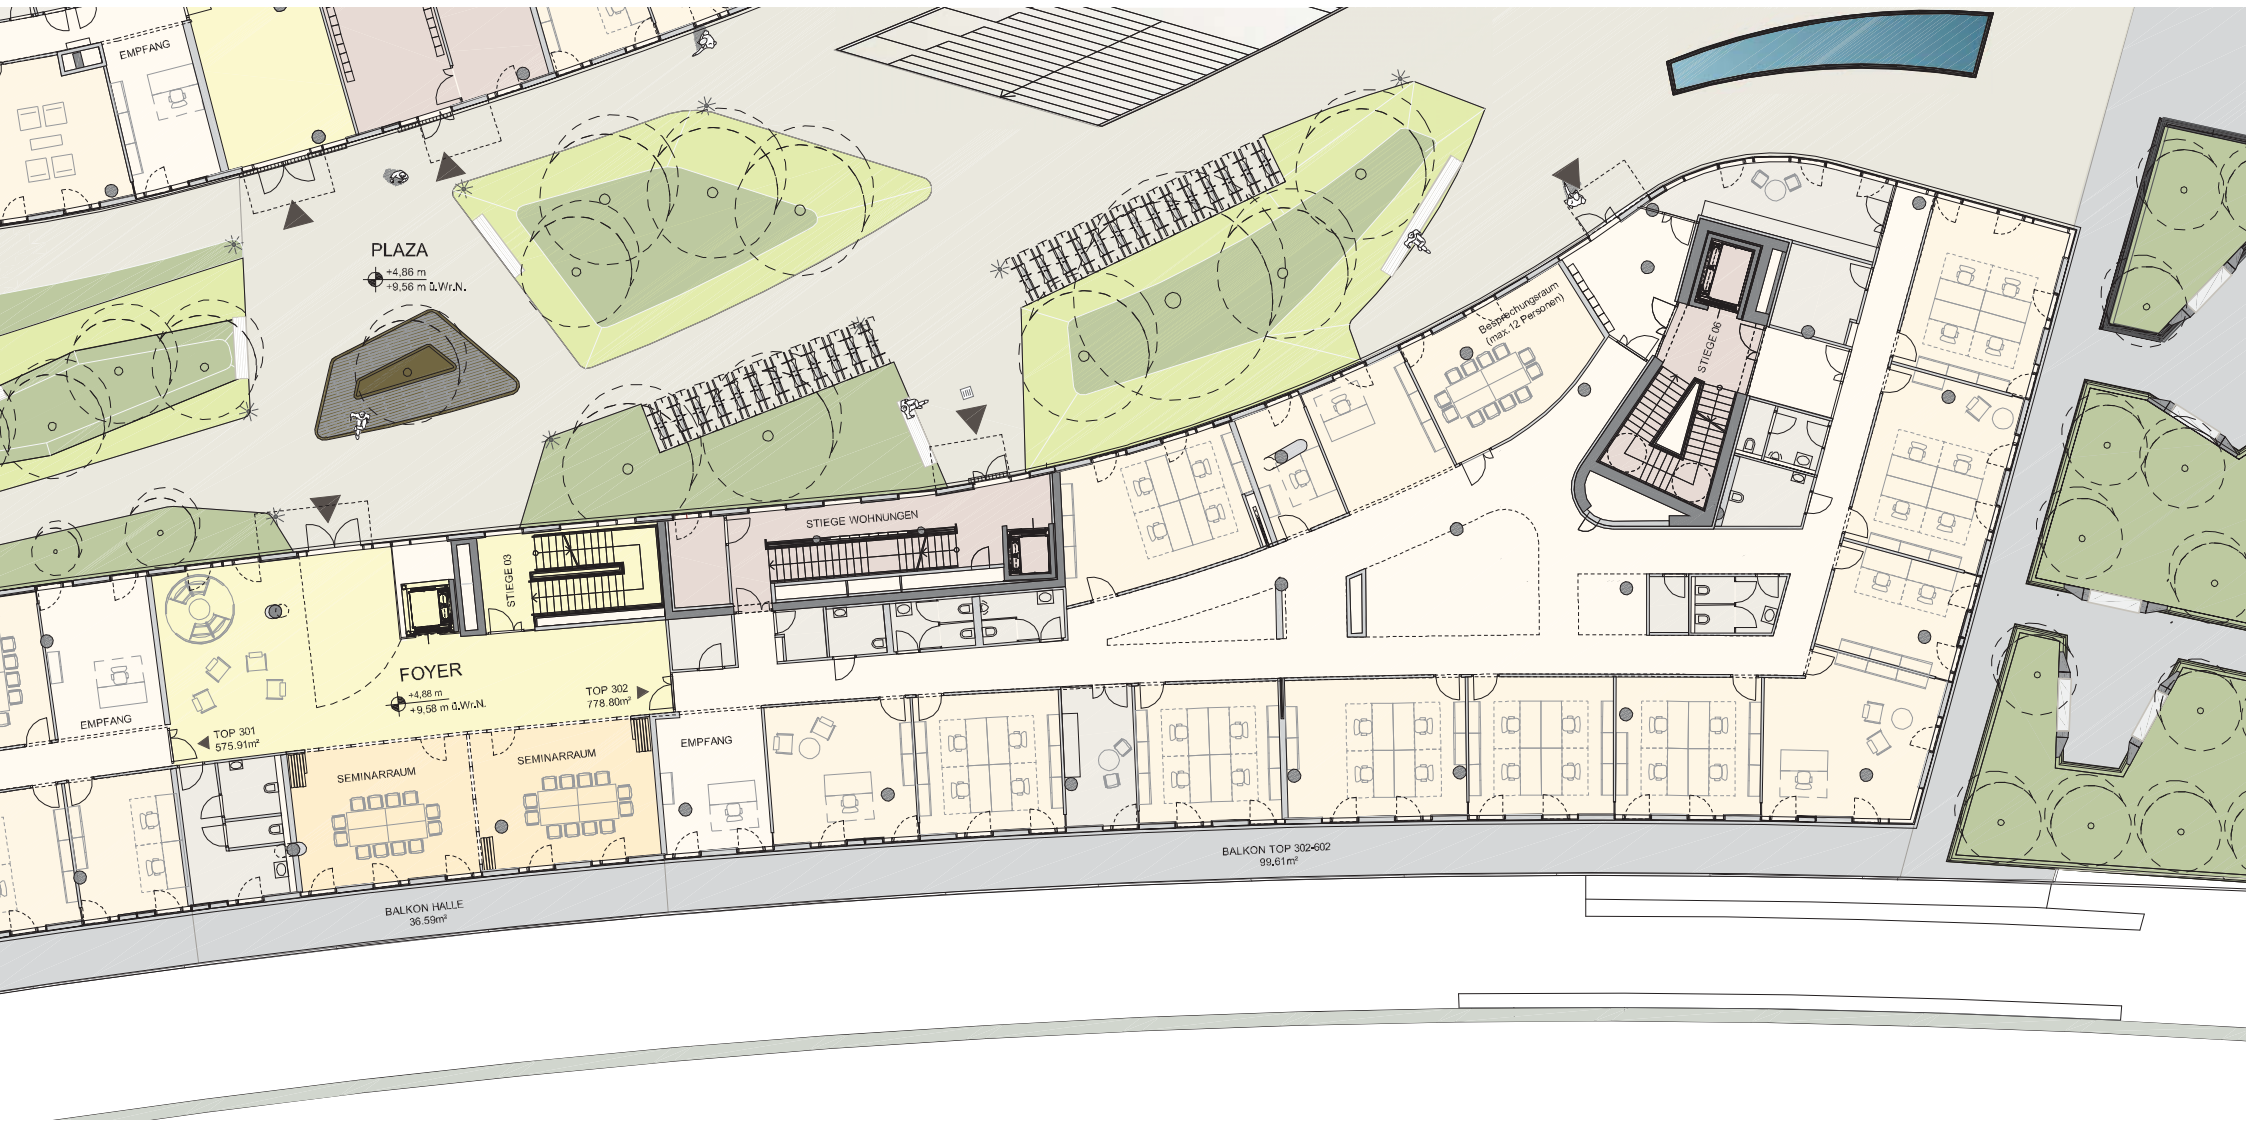 EMPFANG
PLAZA
+4,86 m
+9,56 m ü.Wr.N.
Besprechungsraum
(max.12 Personen)
STIEGE 06
STIEGE WOHNUNGEN
STIEGE 03
FOYER
+4,88 m
+9,58 m ü.Wr.N.
TOP 302
778.80m²
EMPFANG
TOP 301
575.91m²
SEMINARRAUM
SEMINARRAUM
EMPFANG
BALKON TOP 302-602
99.61m²
BALKON HALLE
36.59m²